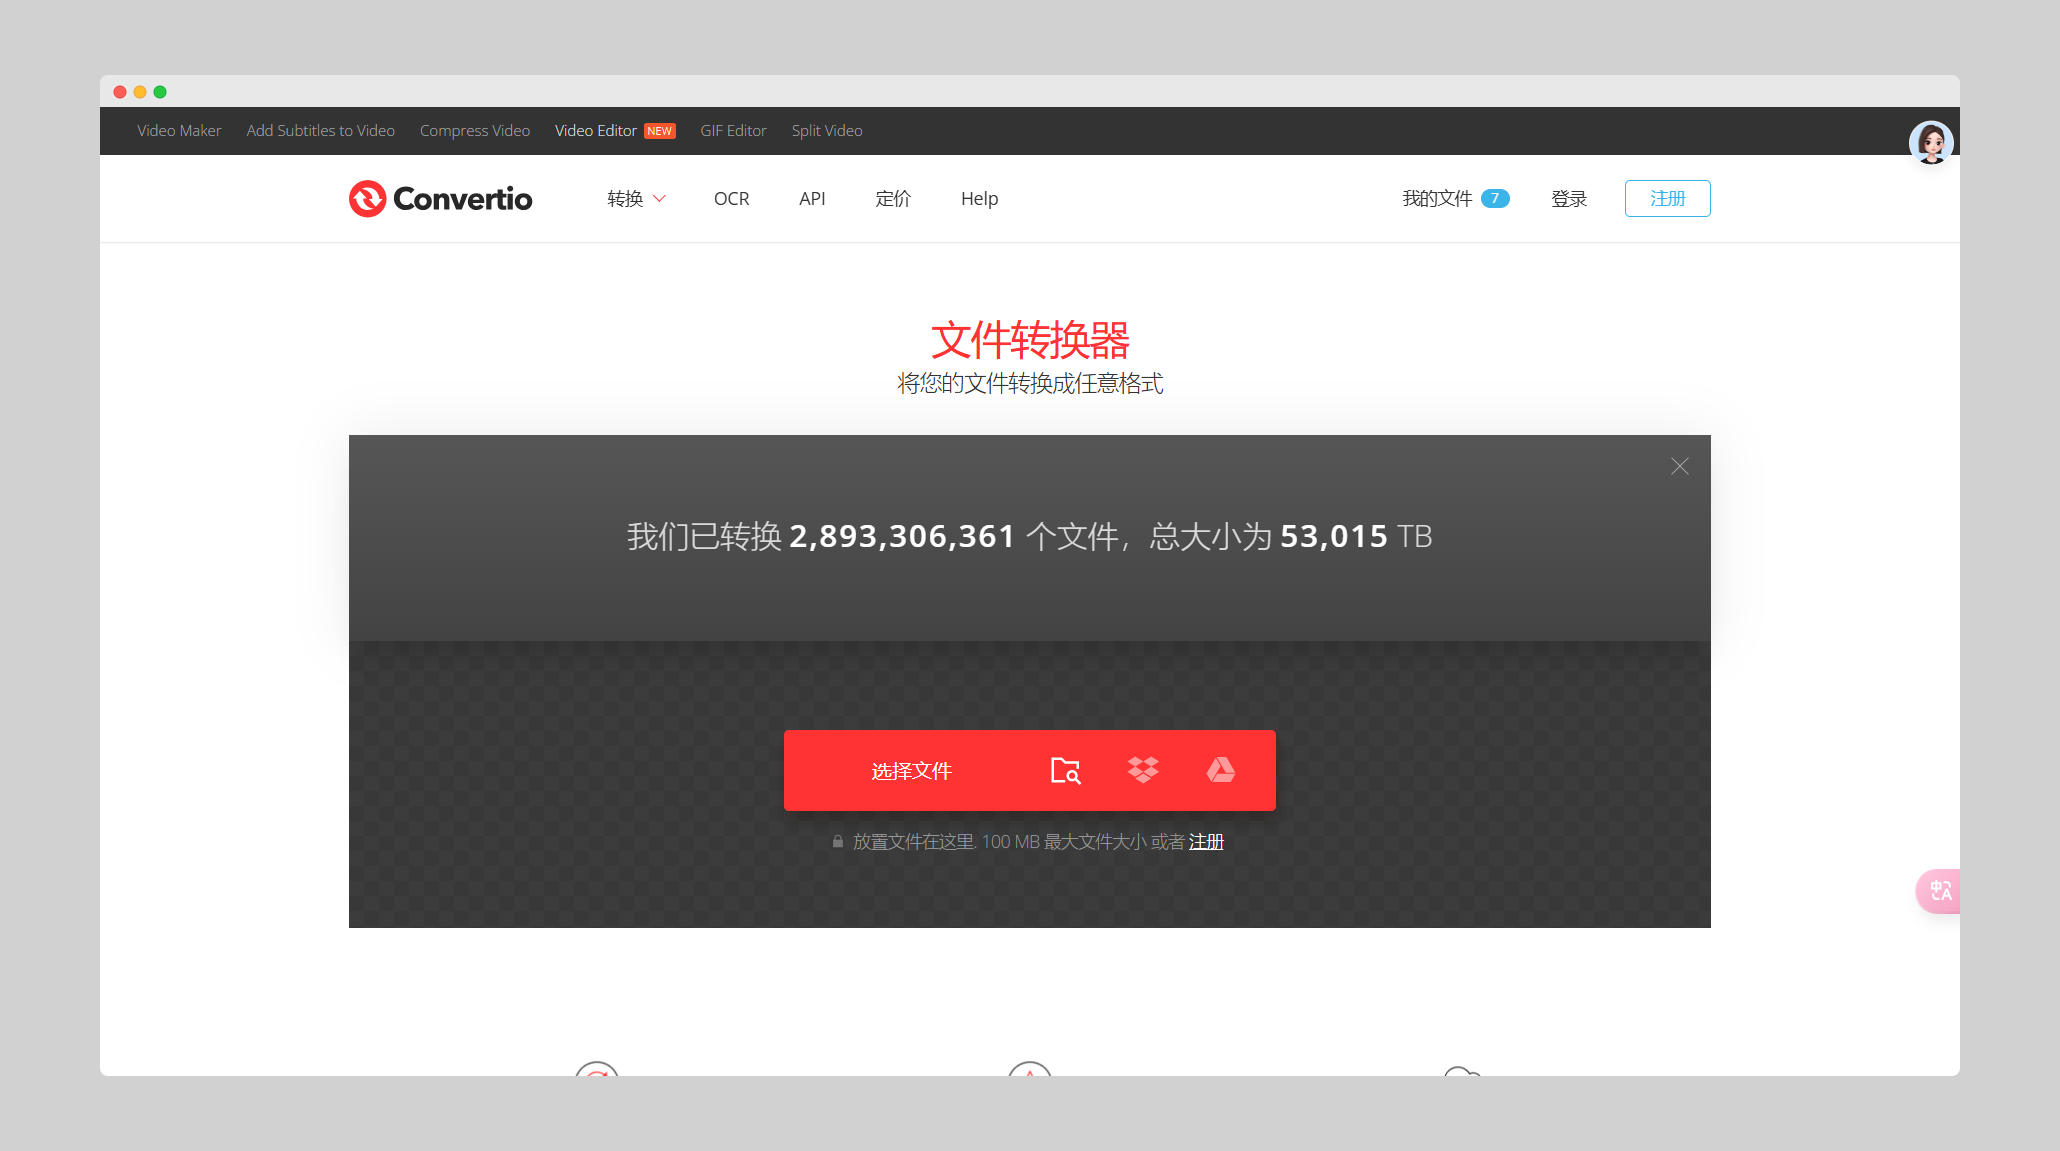 Video Maker Add Subtitles to Video Compress Video Video Editor NEW GIF Editor Split Video
Convertio 转换 OCR API 定价 Help 我的文件 7 登录 注册
文件转换器
将您的文件转换成任意格式
我们已转换 2,893,306,361 个文件，总大小为 53,015 TB
选择文件
放置文件在这里. 100 MB 最大文件大小 或者 注册
中 A